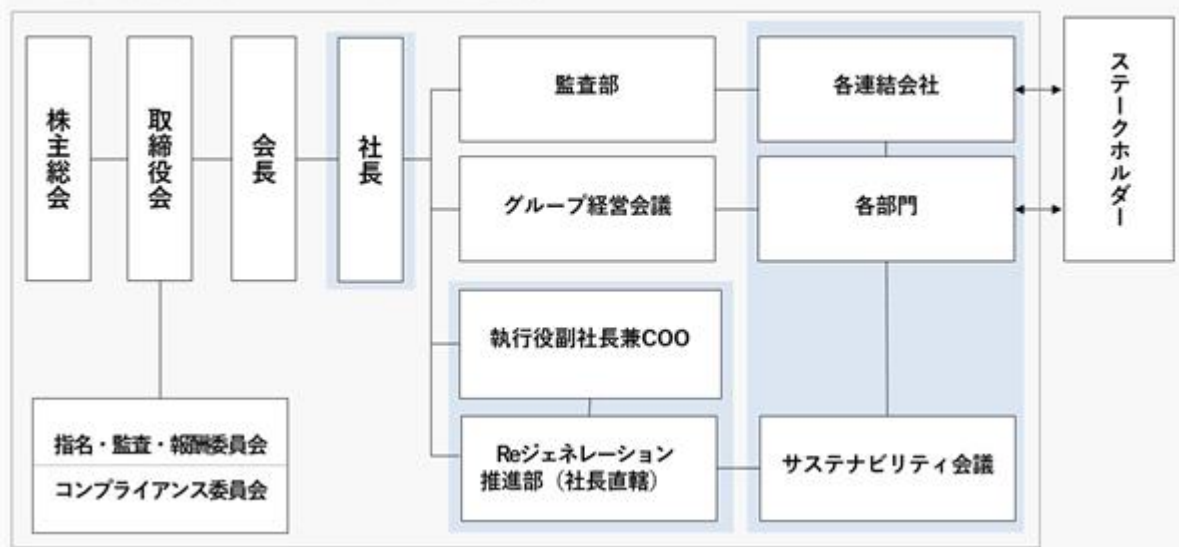 株主総会
取締役会
会長
社長
監査部
各連結会社
ステークホルダー
グループ経営会議
各部門
執行役副社長兼COO
指名・監査・報酬委員会
コンプライアンス委員会
Reジェネレーション
推進部（社長直轄）
サステナビリティ会議